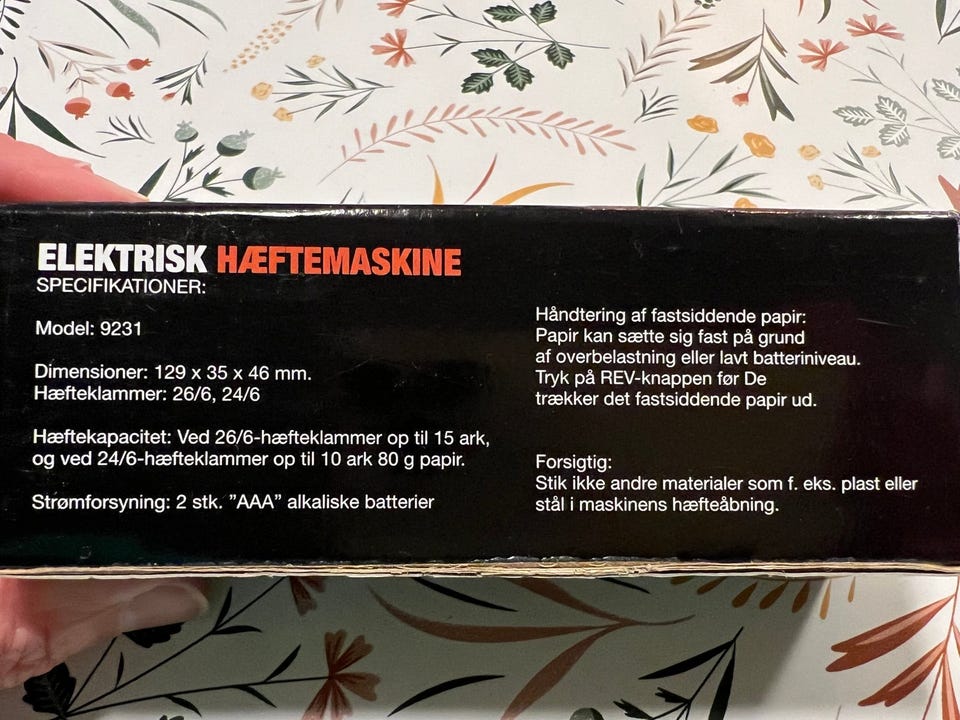 ELEKTRISK HÆFTEMASKINE
SPECIFIKATIONER:
Model: 9231
Dimensioner: 129 x 35 x 46 mm.
Hæfteklammer: 26/6, 24/6
Hæftekapacitet: Ved 26/6-hæfteklammer op til 15 ark,
og ved 24/6-hæfteklammer op til 10 ark 80 g papir.
Strømforsyning: 2 stk. ”AAA” alkaliske batterier
Håndtering af fastsiddende papir:
Papir kan sætte sig fast på grund
af overbelastning eller lavt batteriniveau.
Tryk på REV-knappen før De
trækker det fastsiddende papir ud.
Forsigtig:
Stik ikke andre materialer som f. eks. plast eller
stål i maskinens hæfteåbning.